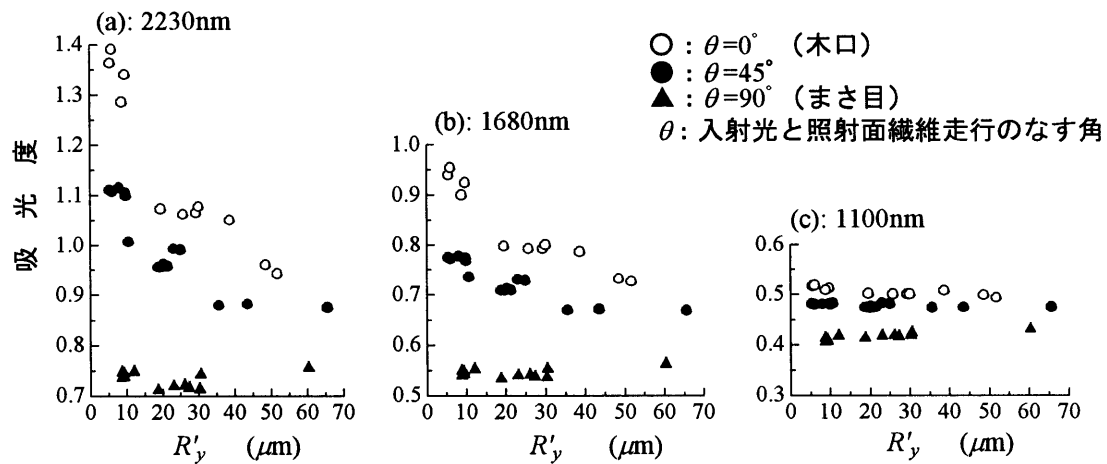 (a): 2230nm
○ : θ=0° (木口)
● : θ=45°
▲ : θ=90° (まさ目)
θ : 入射光と照射面繊維走行のなす角
吸光度
1.4
1.3
1.2
1.1
1.0
0.9
0.8
0.7
0 10 20 30 40 50 60 70
R'y (μm)
(b): 1680nm
1.0
0.9
0.8
0.7
0.6
0.5
0 10 20 30 40 50 60 70
R'y (μm)
(c): 1100nm
0.6
0.5
0.4
0.3
0 10 20 30 40 50 60 70
R'y (μm)